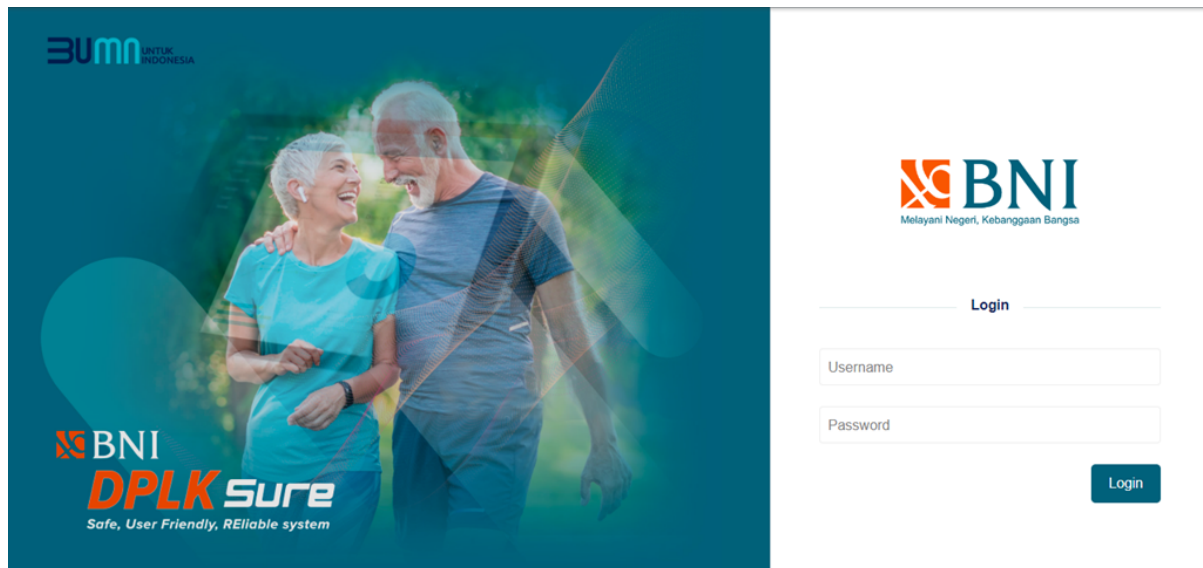 BUMN UNTUK
INDONESIA
BNI
DPLK Sure
Safe, User Friendly, REliable system
BNI
Melayani Negeri, Kebanggaan Bangsa
Login
Username
Password
Login